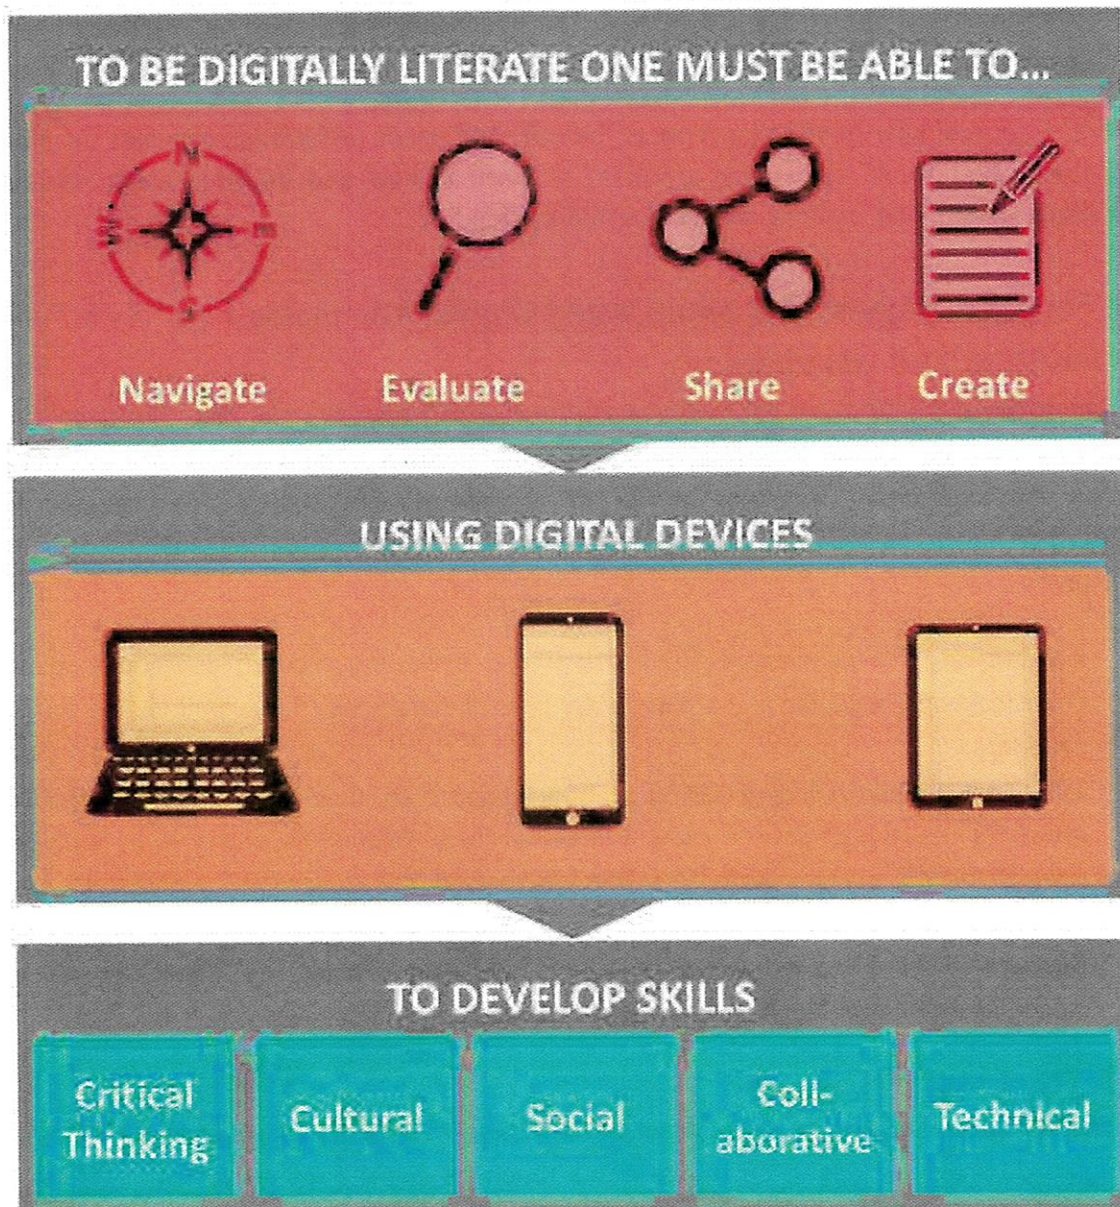 TO BE DIGITALLY LITERATE ONE MUST BE ABLE TO...
N
W E
S
Navigate Evaluate Share Create
USING DIGITAL DEVICES
TO DEVELOP SKILLS
Critical
Thinking
Cultural
Social
Coll-
aborative
Technical